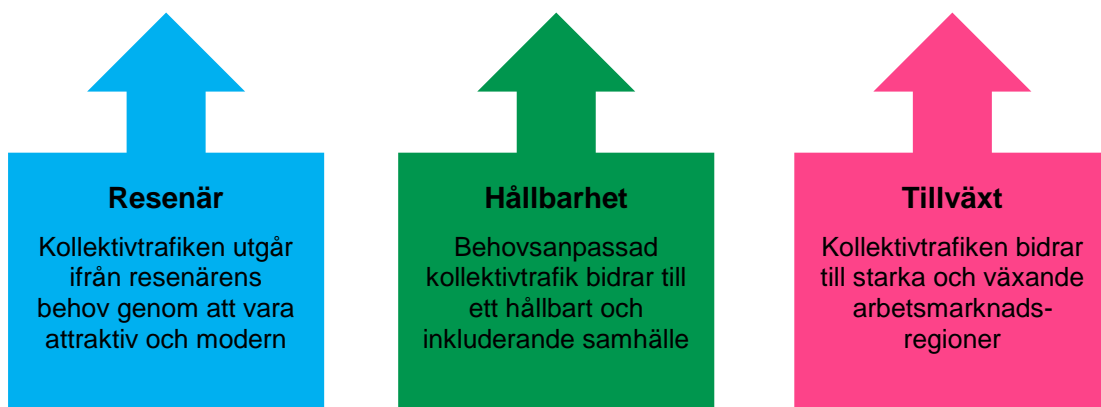 Resenär
Kollektivtrafiken utgår
ifrån resenärens
behov genom att vara
attraktiv och modern
Hållbarhet
Behovsanpassad
kollektivtrafik bidrar till
ett hållbart och
inkluderande samhälle
Tillväxt
Kollektivtrafiken bidrar
till starka och växande
arbetsmarknads-
regioner